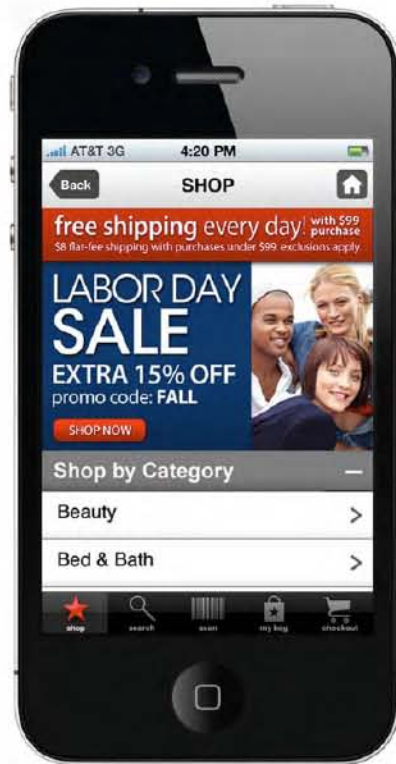 AT&T 3G 4:20 PM
Back SHOP
free shipping every day! with $99 purchase
$8 flat-fee shipping with purchases under $99. exclusions apply.
LABOR DAY
SALE
EXTRA 15% OFF
promo code: FALL
SHOP NOW
Shop by Category
Beauty
Bed & Bath
shop search scan my bag checkout